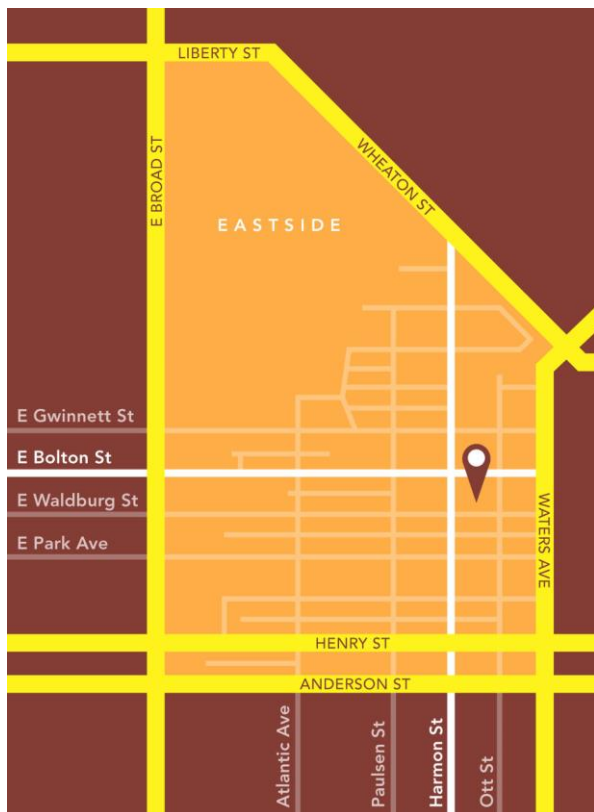 LIBERTY ST
E BROAD ST
WHEATON ST
EASTSIDE
E Gwinnett St
E Bolton St
E Waldburg St
E Park Ave
WATERS AVE
HENRY ST
ANDERSON ST
Atlantic Ave
Paulsen St
Harmon St
Ott St